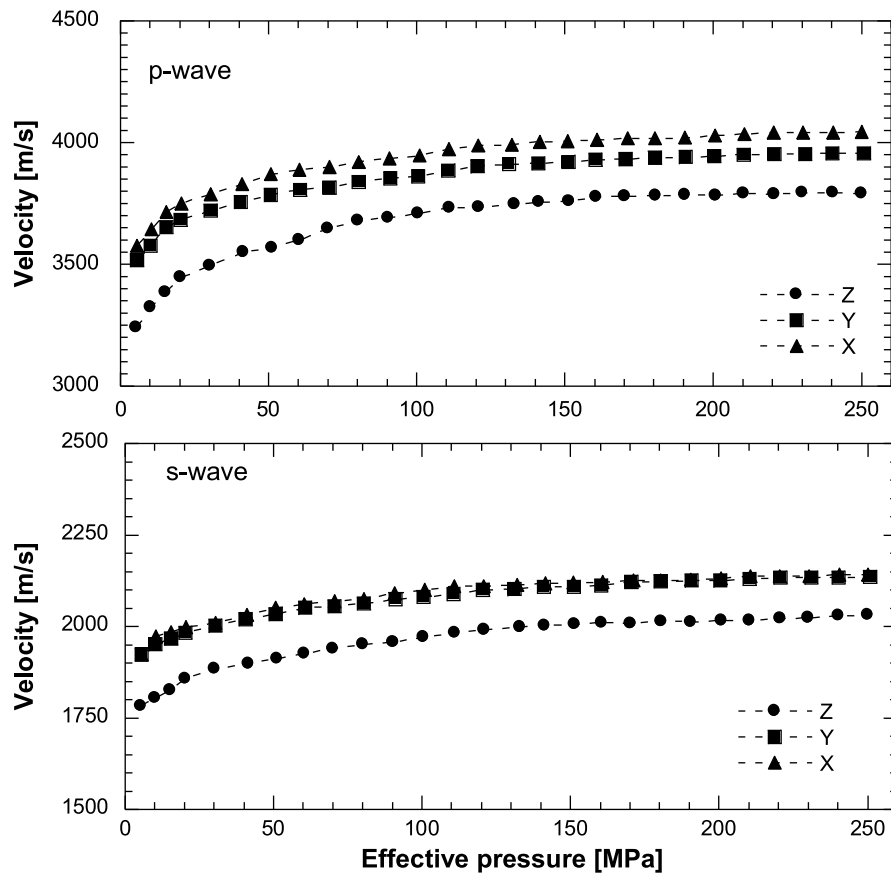 4500
p-wave
4000
3500
3000
Velocity [m/s]
Z
Y
X
0 50 100 150 200 250
2500
s-wave
2250
2000
1750
1500
Velocity [m/s]
Z
Y
X
0 50 100 150 200 250
Effective pressure [MPa]